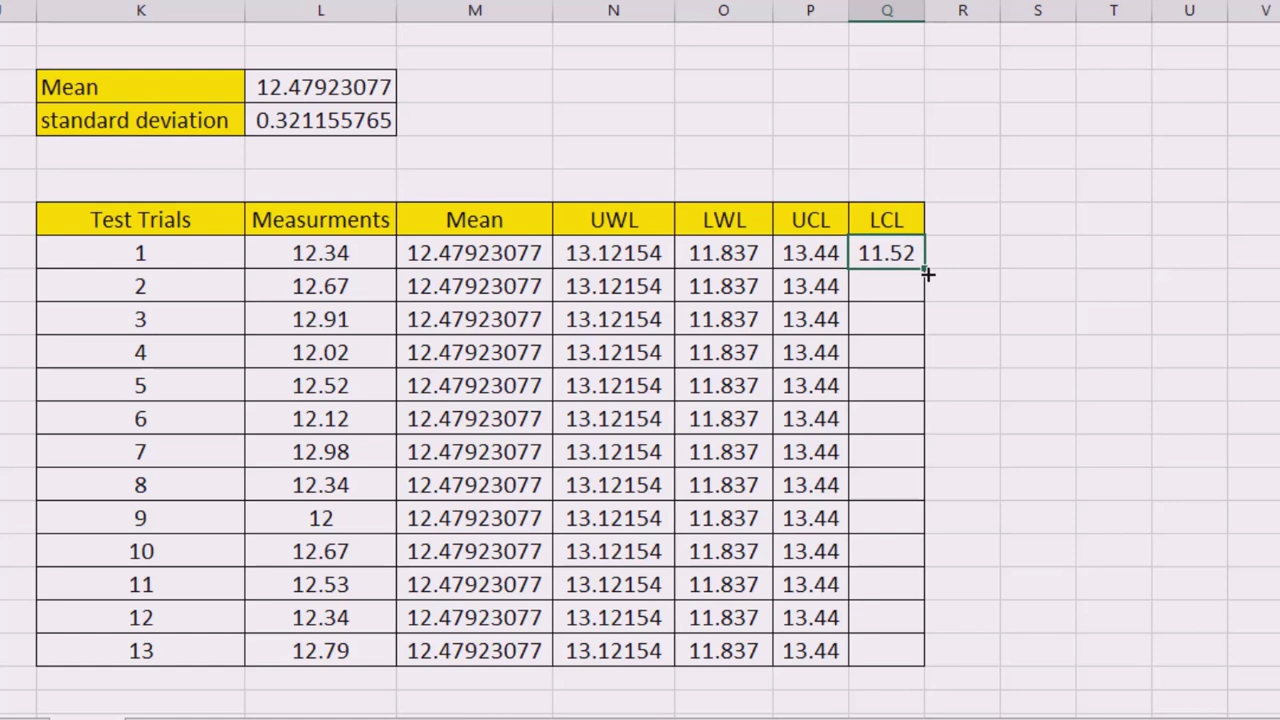 K L M N O P Q R S T U V
Mean 12.47923077
standard deviation 0.321155765
Test Trials Measurments Mean UWL LWL UCL LCL
1 12.34 12.47923077 13.12154 11.837 13.44 11.52
2 12.67 12.47923077 13.12154 11.837 13.44
3 12.91 12.47923077 13.12154 11.837 13.44
4 12.02 12.47923077 13.12154 11.837 13.44
5 12.52 12.47923077 13.12154 11.837 13.44
6 12.12 12.47923077 13.12154 11.837 13.44
7 12.98 12.47923077 13.12154 11.837 13.44
8 12.34 12.47923077 13.12154 11.837 13.44
9 12 12.47923077 13.12154 11.837 13.44
10 12.67 12.47923077 13.12154 11.837 13.44
11 12.53 12.47923077 13.12154 11.837 13.44
12 12.34 12.47923077 13.12154 11.837 13.44
13 12.79 12.47923077 13.12154 11.837 13.44